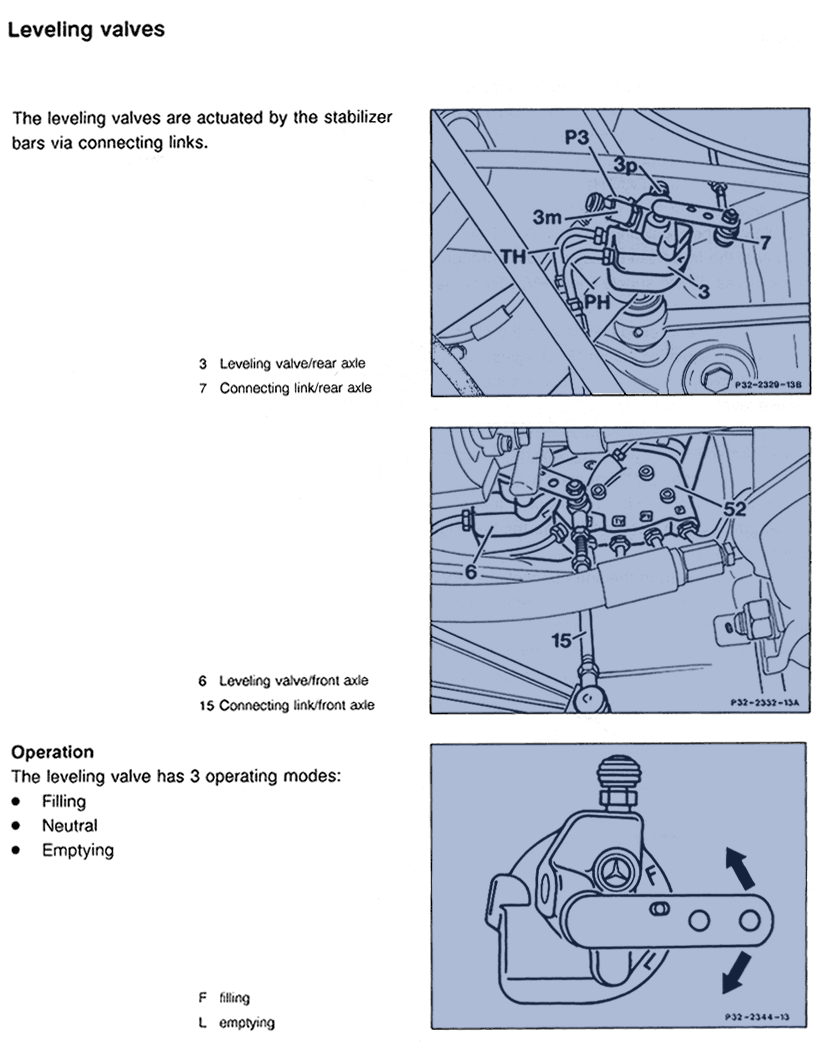 Leveling valves
The leveling valves are actuated by the stabilizer
bars via connecting links.
P3
3p
3m
7
TH
3
PH
P32-2329-13B
3 Leveling valve/rear axle
7 Connecting link/rear axle
52
6
15
P32-2332-13A
6 Leveling valve/front axle
15 Connecting link/front axle
Operation
The leveling valve has 3 operating modes:
● Filling
● Neutral
● Emptying
F
L
P32-2344-13
F filling
L emptying